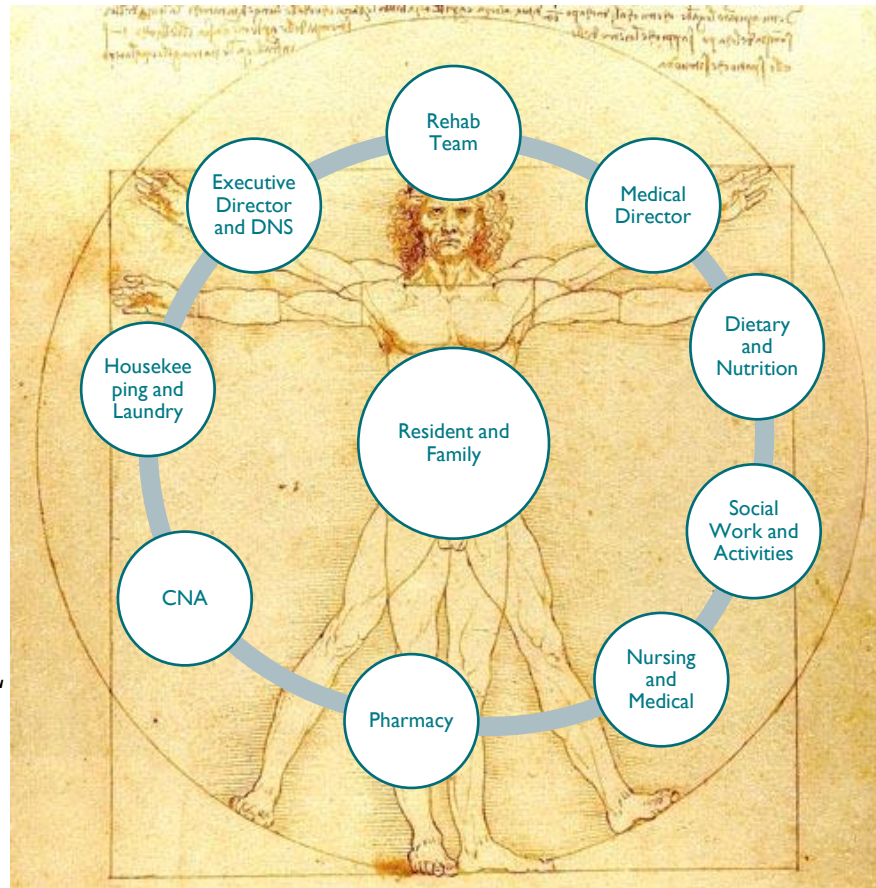 Rehab
Team
Executive
Director
and DNS
Medical
Director
Dietary
and
Nutrition
Housekee
ping and
Laundry
Resident and
Family
Social
Work and
Activities
CNA
Nursing
and
Medical
Pharmacy